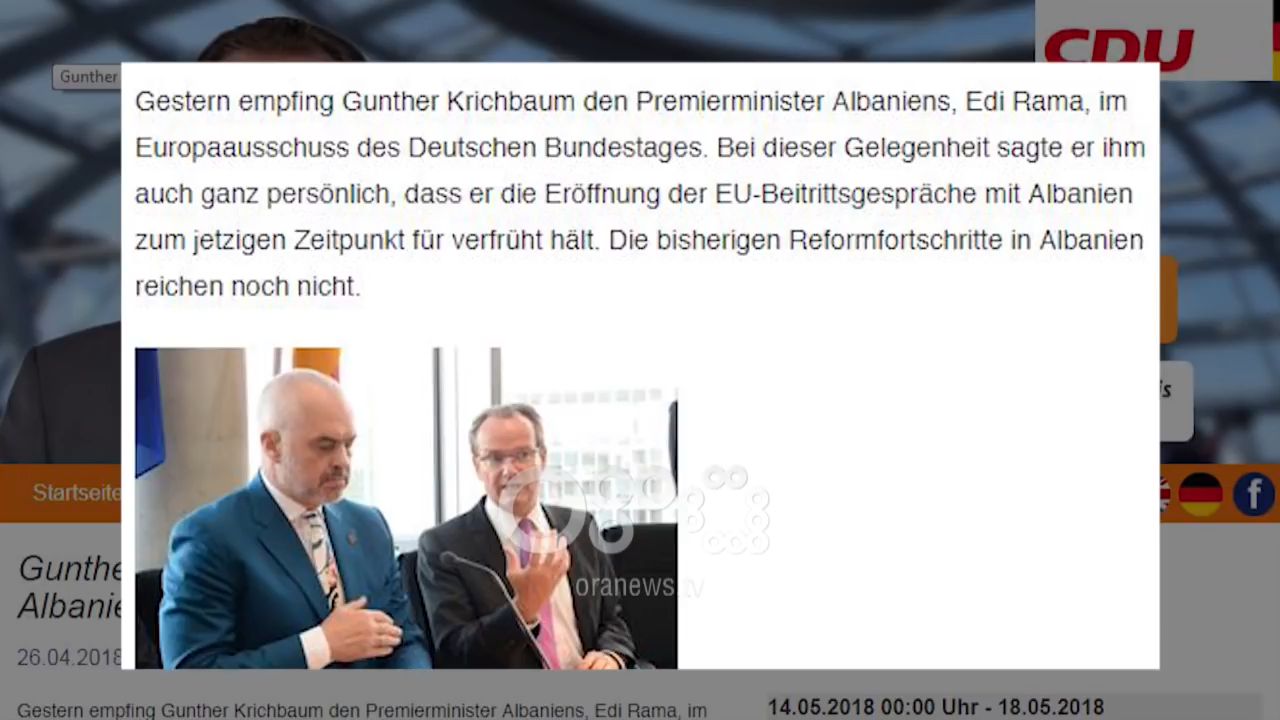 CDU
Gunther
Gestern empfing Gunther Krichbaum den Premierminister Albaniens, Edi Rama, im
Europaausschuss des Deutschen Bundestages. Bei dieser Gelegenheit sagte er ihm
auch ganz persönlich, dass er die Eröffnung der EU-Beitrittsgespräche mit Albanien
zum jetzigen Zeitpunkt für verfrüht hält. Die bisherigen Reformfortschritte in Albanien
reichen noch nicht.
Startseite
f
Gunthe
Albanie
Ora
oranews.tv
26.04.2018
Gestern empfing Gunther Krichbaum den Premierminister Albaniens, Edi Rama, im
14.05.2018 00:00 Uhr - 18.05.2018